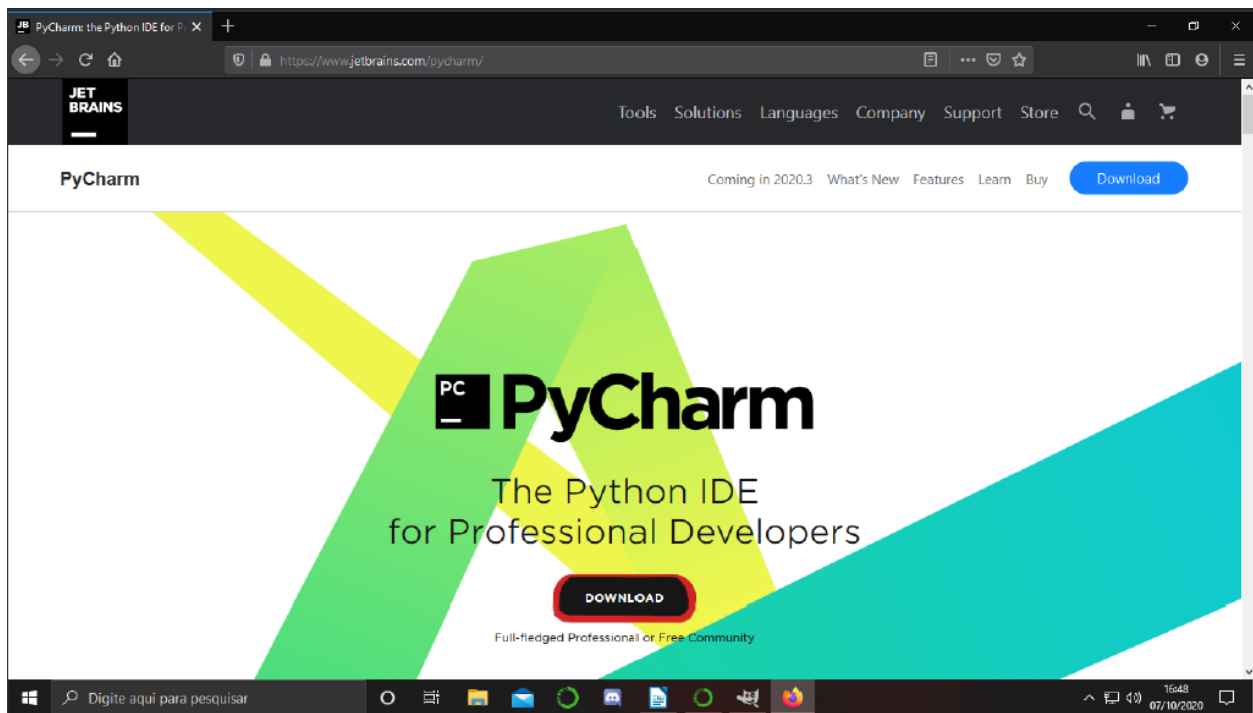 PyCharm: the Python IDE for Pr
https://www.jetbrains.com/pycharm/
JET
BRAINS
Tools Solutions Languages Company Support Store
PyCharm
Coming in 2020.3 What's New Features Learn Buy Download
PC
PyCharm
The Python IDE
for Professional Developers
DOWNLOAD
Full-fledged Professional or Free Community
Digite aqui para pesquisar
16:48
07/10/2020